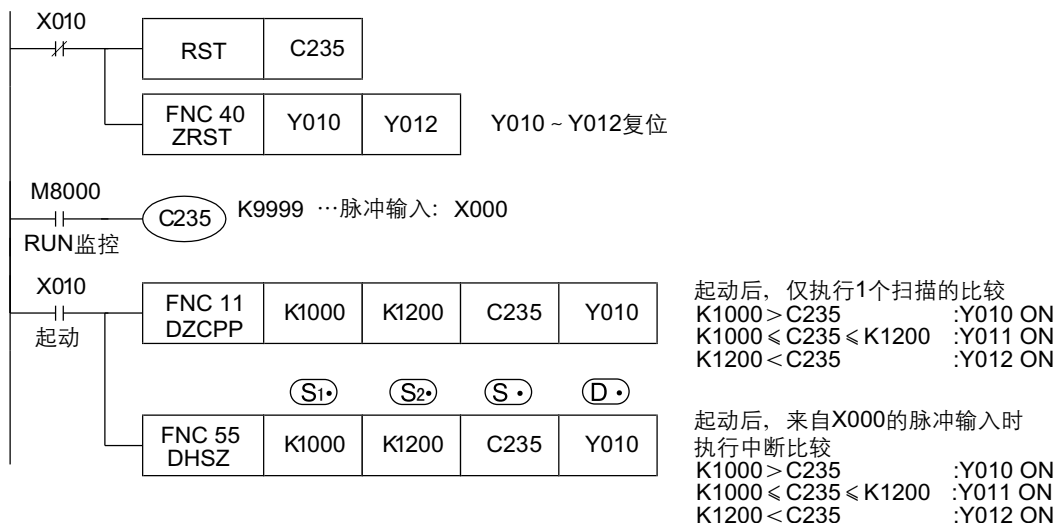 X010
RST C235
FNC 40 ZRST Y010 Y012 Y010~Y012复位
M8000
C235 K9999 …脉冲输入: X000
RUN监控
X010
起动
FNC 11 DZCPP K1000 K1200 C235 Y010
起动后, 仅执行1个扫描的比较
K1000>C235 :Y010 ON
K1000≤C235≤K1200 :Y011 ON
K1200<C235 :Y012 ON
S1• S2• S• D•
FNC 55 DHSZ K1000 K1200 C235 Y010
起动后, 来自X000的脉冲输入时
执行中断比较
K1000>C235 :Y010 ON
K1000≤C235≤K1200 :Y011 ON
K1200<C235 :Y012 ON